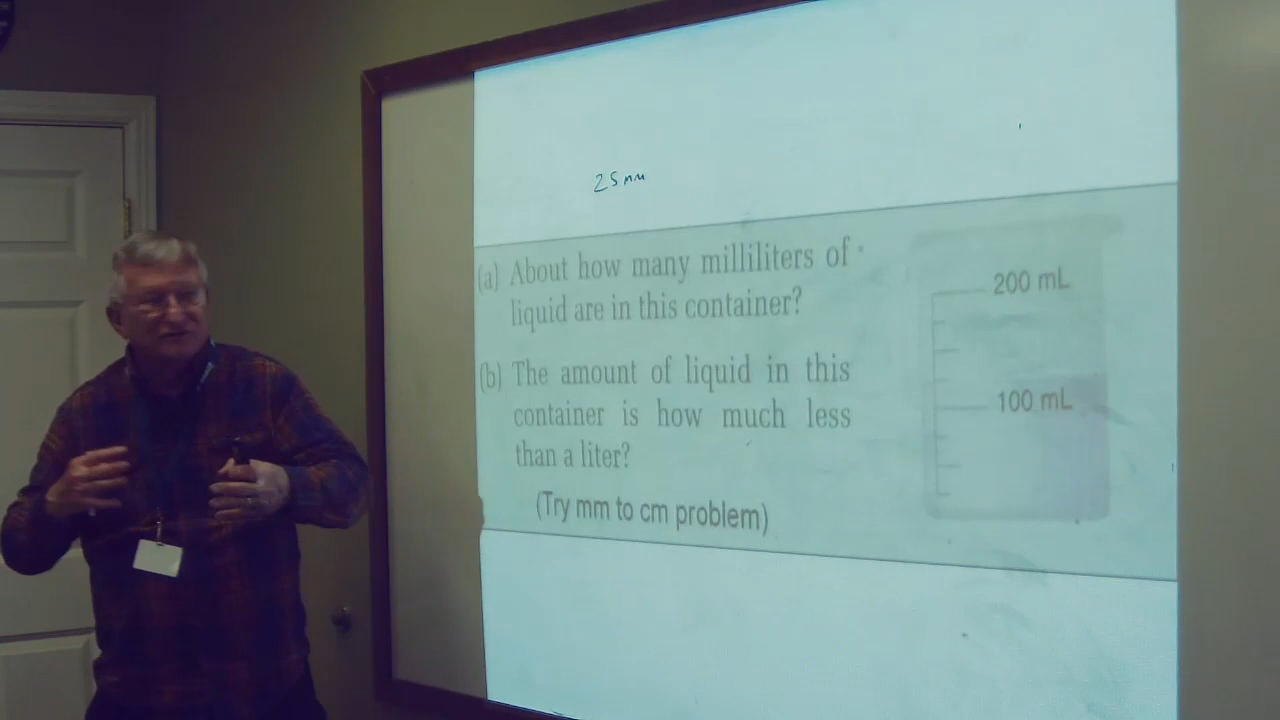 25 mm
(a) About how many milliliters of
liquid are in this container?
(b) The amount of liquid in this
container is how much less
than a liter?
(Try mm to cm problem)
200 mL
100 mL